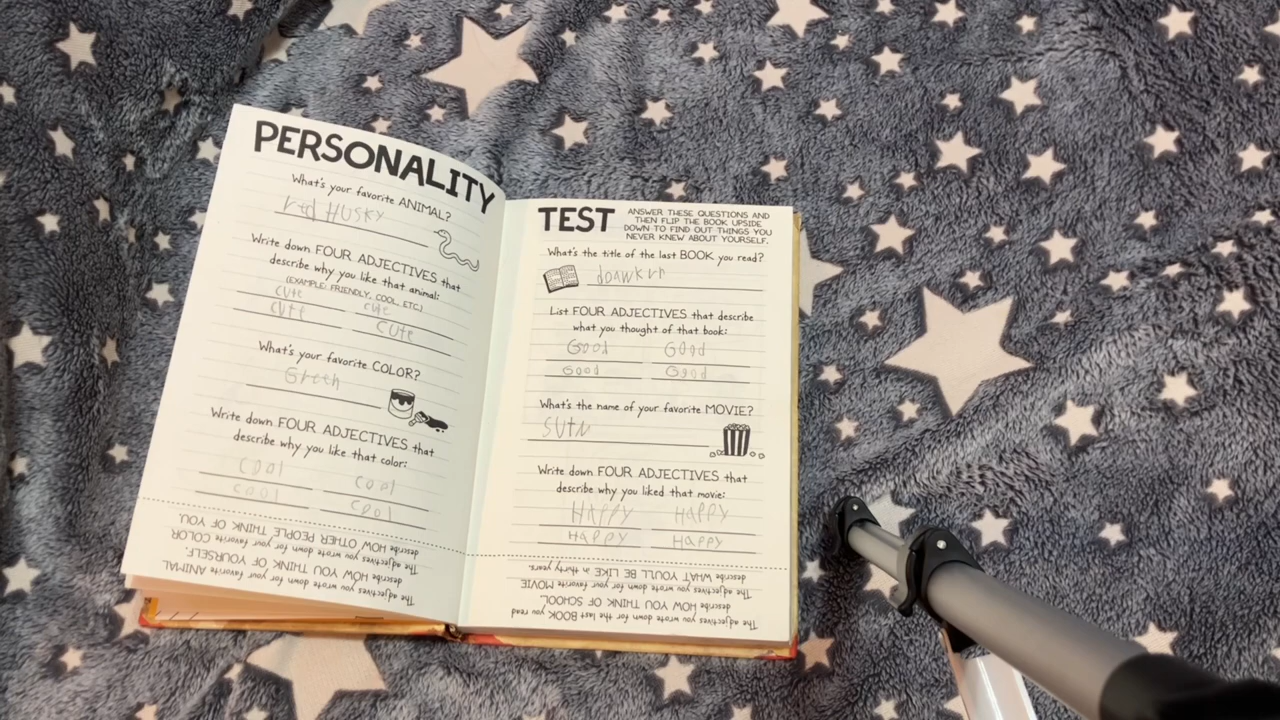 PERSONALITY
What's your favorite ANIMAL?
red HUSKY
Write down FOUR ADJECTIVES that
describe why you like that animal:
(EXAMPLE: FRIENDLY, COOL, ETC.)
cute cute
cute cute
What's your favorite COLOR?
Green
Write down FOUR ADJECTIVES that
describe why you like that color:
cool cool
cool cool
The adjectives you wrote down for your favorite ANIMAL
describe HOW YOU THINK OF YOURSELF.
The adjectives you wrote down for your favorite COLOR
describe HOW OTHER PEOPLE THINK OF YOU.
TEST
ANSWER THESE QUESTIONS AND
THEN FLIP THE BOOK UPSIDE
DOWN TO FIND OUT THINGS YOU
NEVER KNEW ABOUT YOURSELF.
What's the title of the last BOOK you read?
List FOUR ADJECTIVES that describe
what you thought of that book:
Good Good
Good Good
What's the name of your favorite MOVIE?
Write down FOUR ADJECTIVES that
describe why you liked that movie:
HAPPY HAPPY
HAPPY HAPPY
The adjectives you wrote down for the last BOOK you read
describe HOW YOU THINK OF SCHOOL.
The adjectives you wrote down for your favorite MOVIE
describe WHAT YOU'LL BE LIKE in thirty years.